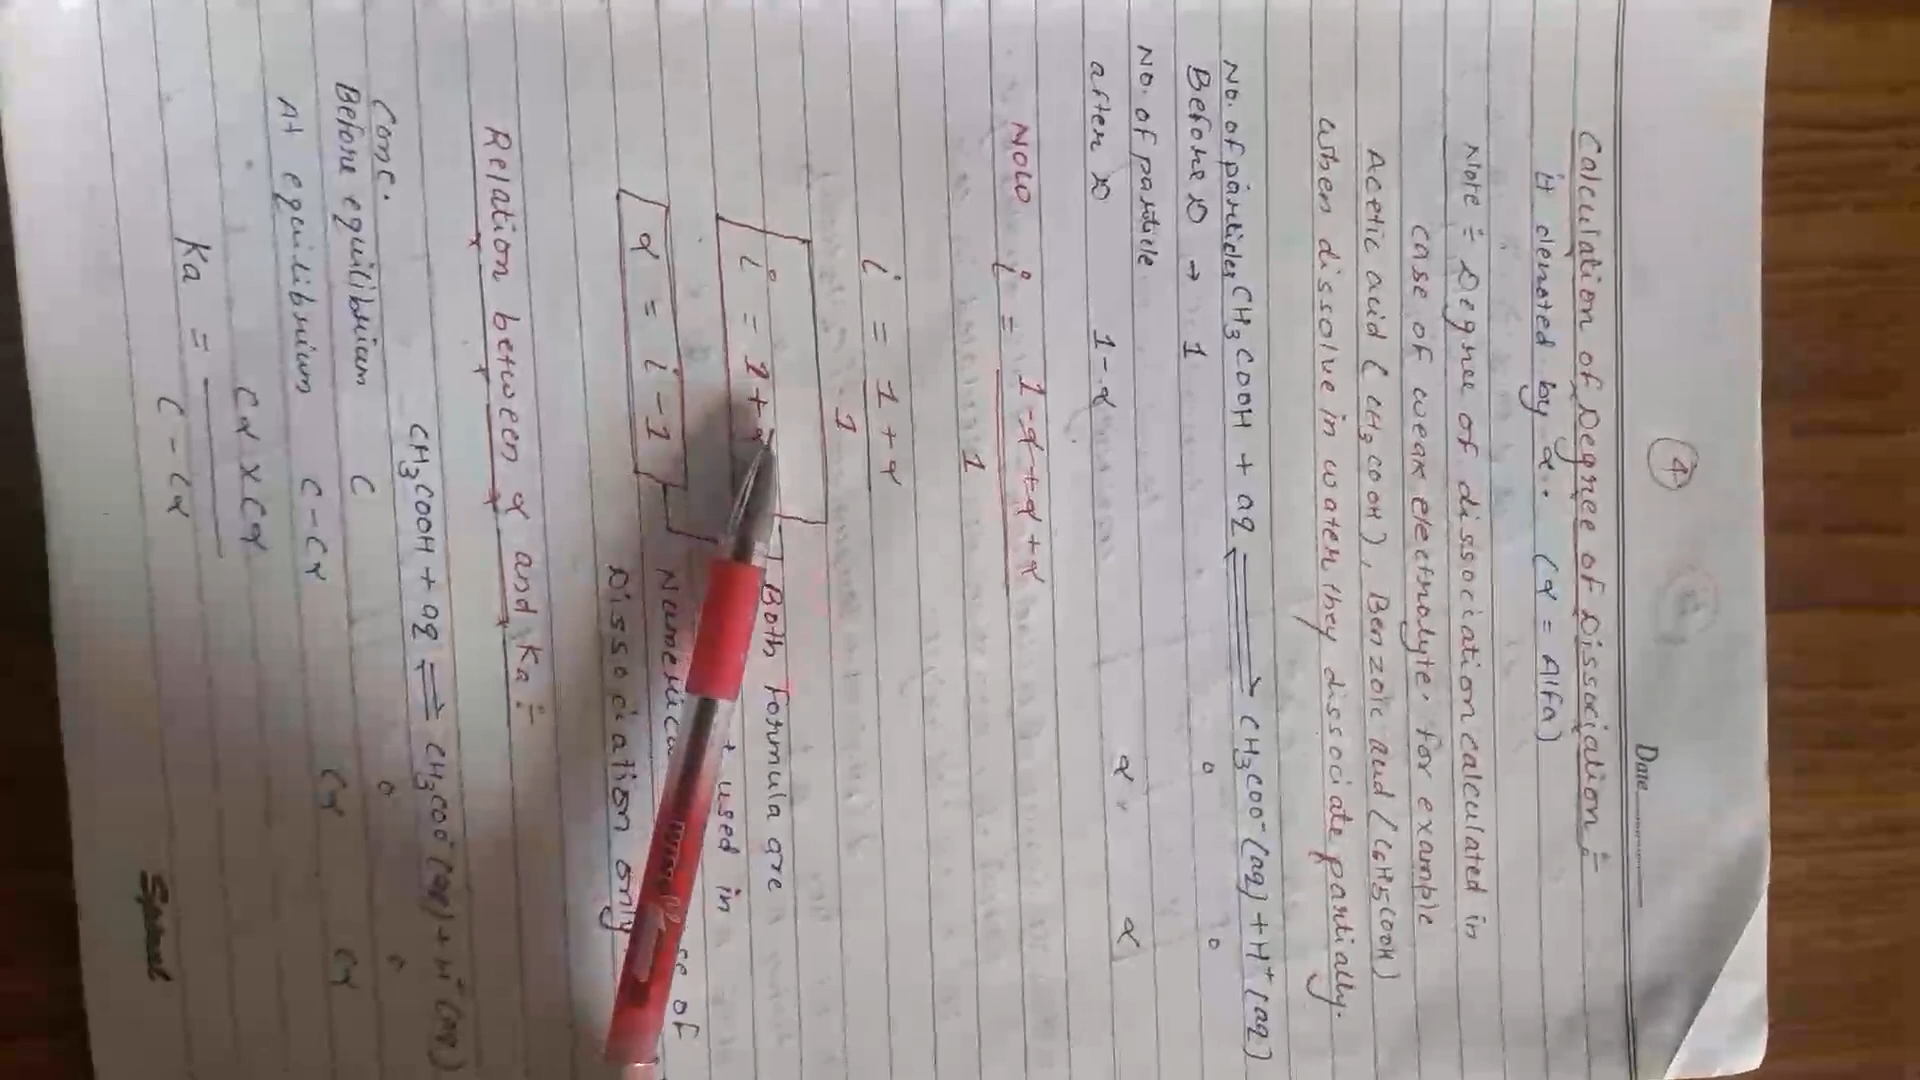 Date
4
Calculation of Degree of Dissociation :-
it denoted by α.. (α = Alfa)
Note :- Degree of dissociation calculated in
case of weak electrolyte. for example
Acetic acid (CH3COOH), Benzoic acid (C6H5COOH)
when dissolve in water they dissociate partially.
No. of particles CH3COOH + aq ⇌ CH3COO⁻(aq) + H⁺(aq)
Before D → 1 0 0
No. of particle
after D 1-α α α
Now i = 1-α+α+α
1
i = 1+α
1
i = 1+α
Both formula are
used in
α = i-1
Dissociation only
Relation between α and Ka :-
CH3COOH + aq ⇌ CH3COO⁻(aq) + H⁺(aq)
Conc.
Before equilibrium C 0 0
At equilibrium C-Cα Cα Cα
Cα × Cα
Ka =
C - Cα
Spiral